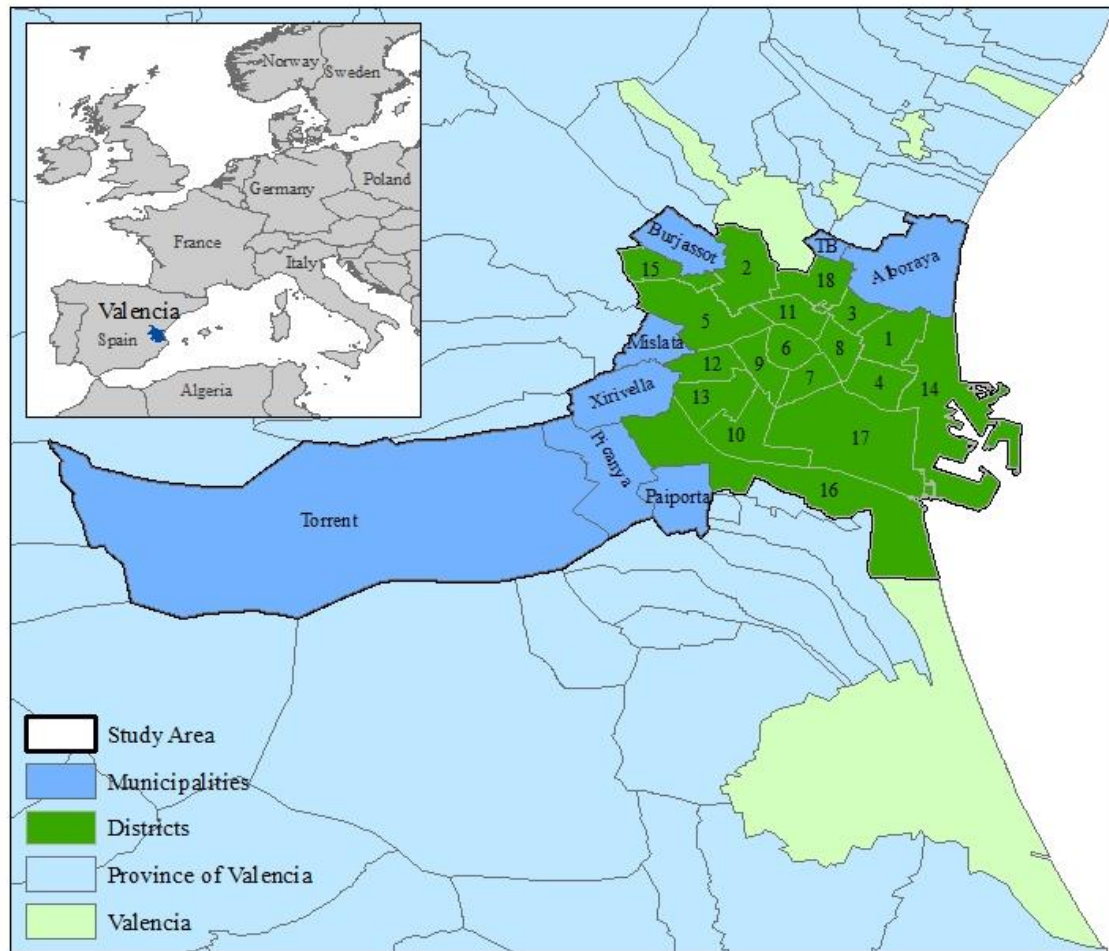 Norway
Sweden
Germany
Poland
France
Italy
Valencia
Spain
Algeria
Burjassot
TB
Alboraya
15
2
18
11
3
5
Mislata
6
8
1
12
9
7
4
14
Xirivella
13
10
17
Picanya
Paiporta
16
Torrent
Study Area
Municipalities
Districts
Province of Valencia
Valencia